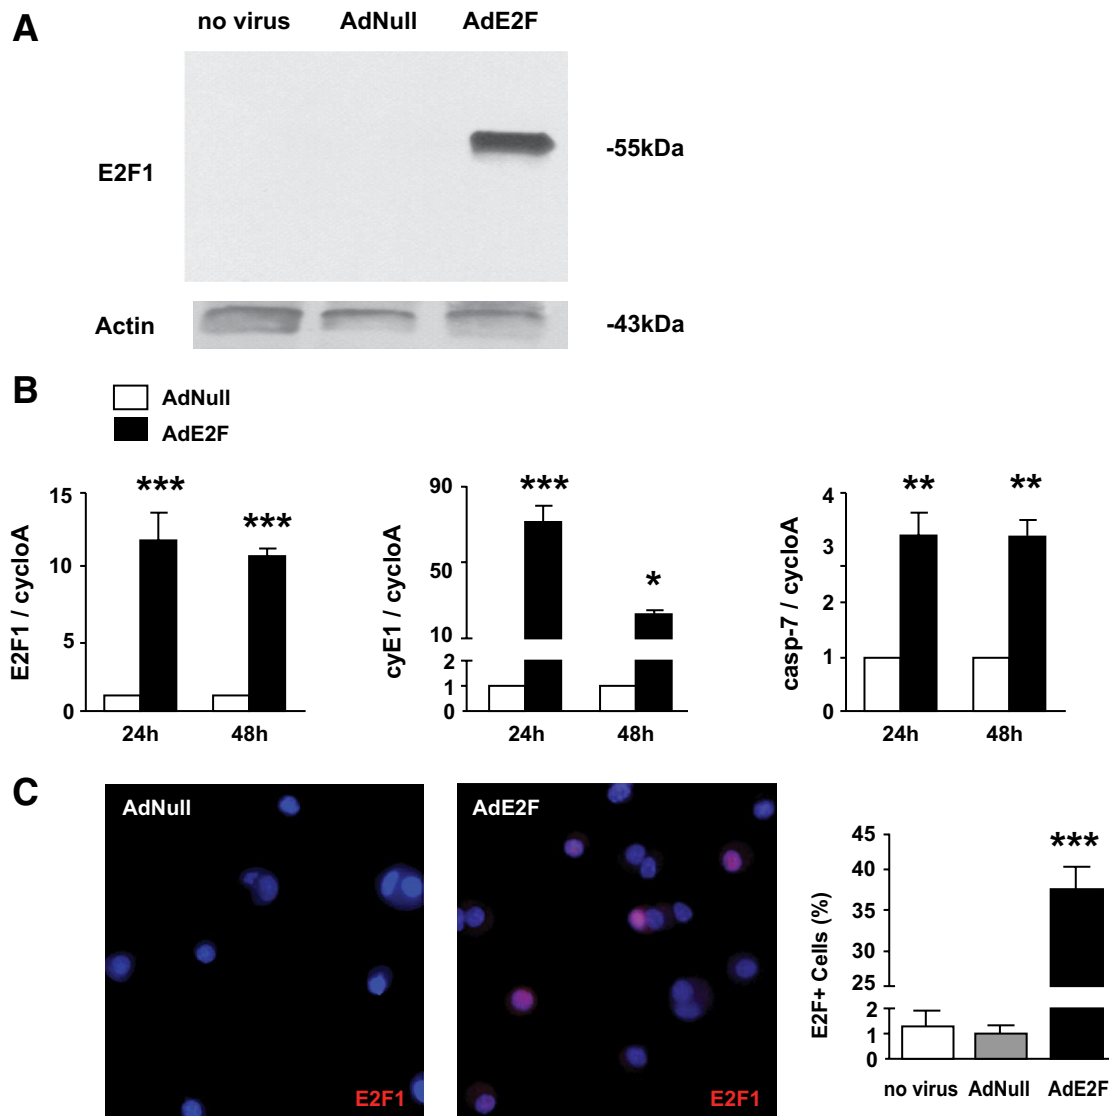 A
no virus AdNull AdE2F
E2F1
-55kDa
Actin
-43kDa
B
AdNull
AdE2F
E2F1 / cycloA
15
10
5
0
***
***
24h 48h
cyE1 / cycloA
90
50
10
2
1
0
***
*
24h 48h
casp-7 / cycloA
4
3
2
1
0
**
**
24h 48h
C
AdNull
E2F1
AdE2F
E2F1
E2F+ Cells (%)
45
40
35
30
25
2
1
0
***
no virus AdNull AdE2F